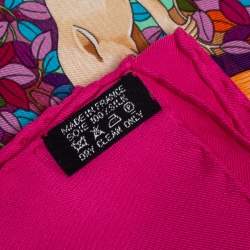 MADE IN FRANCE
SOIE 100% SILK
DRY CLEAN ONLY